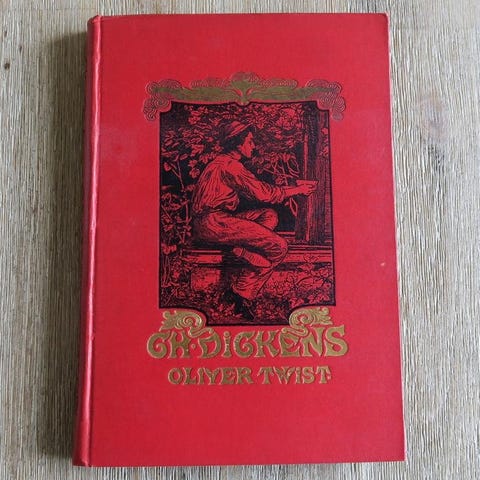 CH · DICKENS
OLIVER · TWIST ·